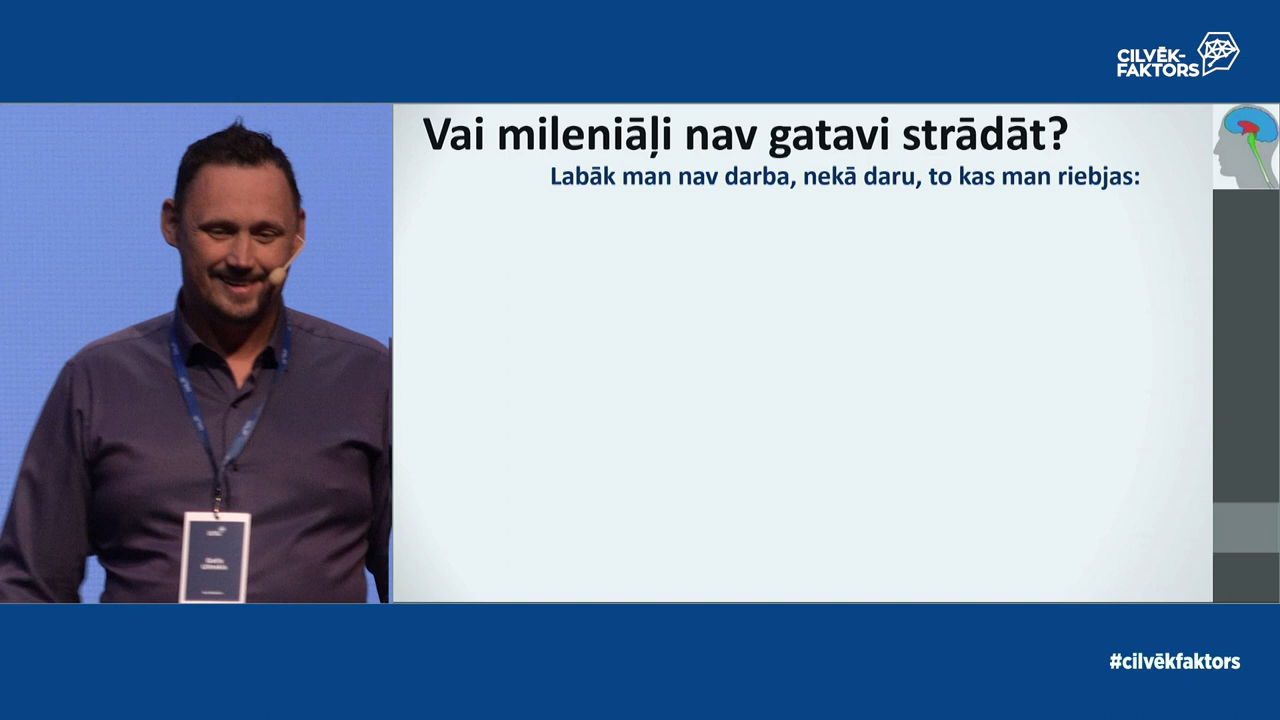 CILVĒK-
FAKTORS
Vai mileniāļi nav gatavi strādāt?
Labāk man nav darba, nekā daru, to kas man riebjas:
#cilvēkfaktors